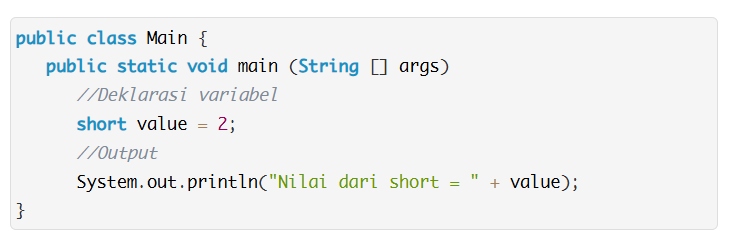 public class Main {
public static void main (String [] args)
//Deklarasi variabel
short value = 2;
//Output
System.out.println("Nilai dari short = " + value);
}